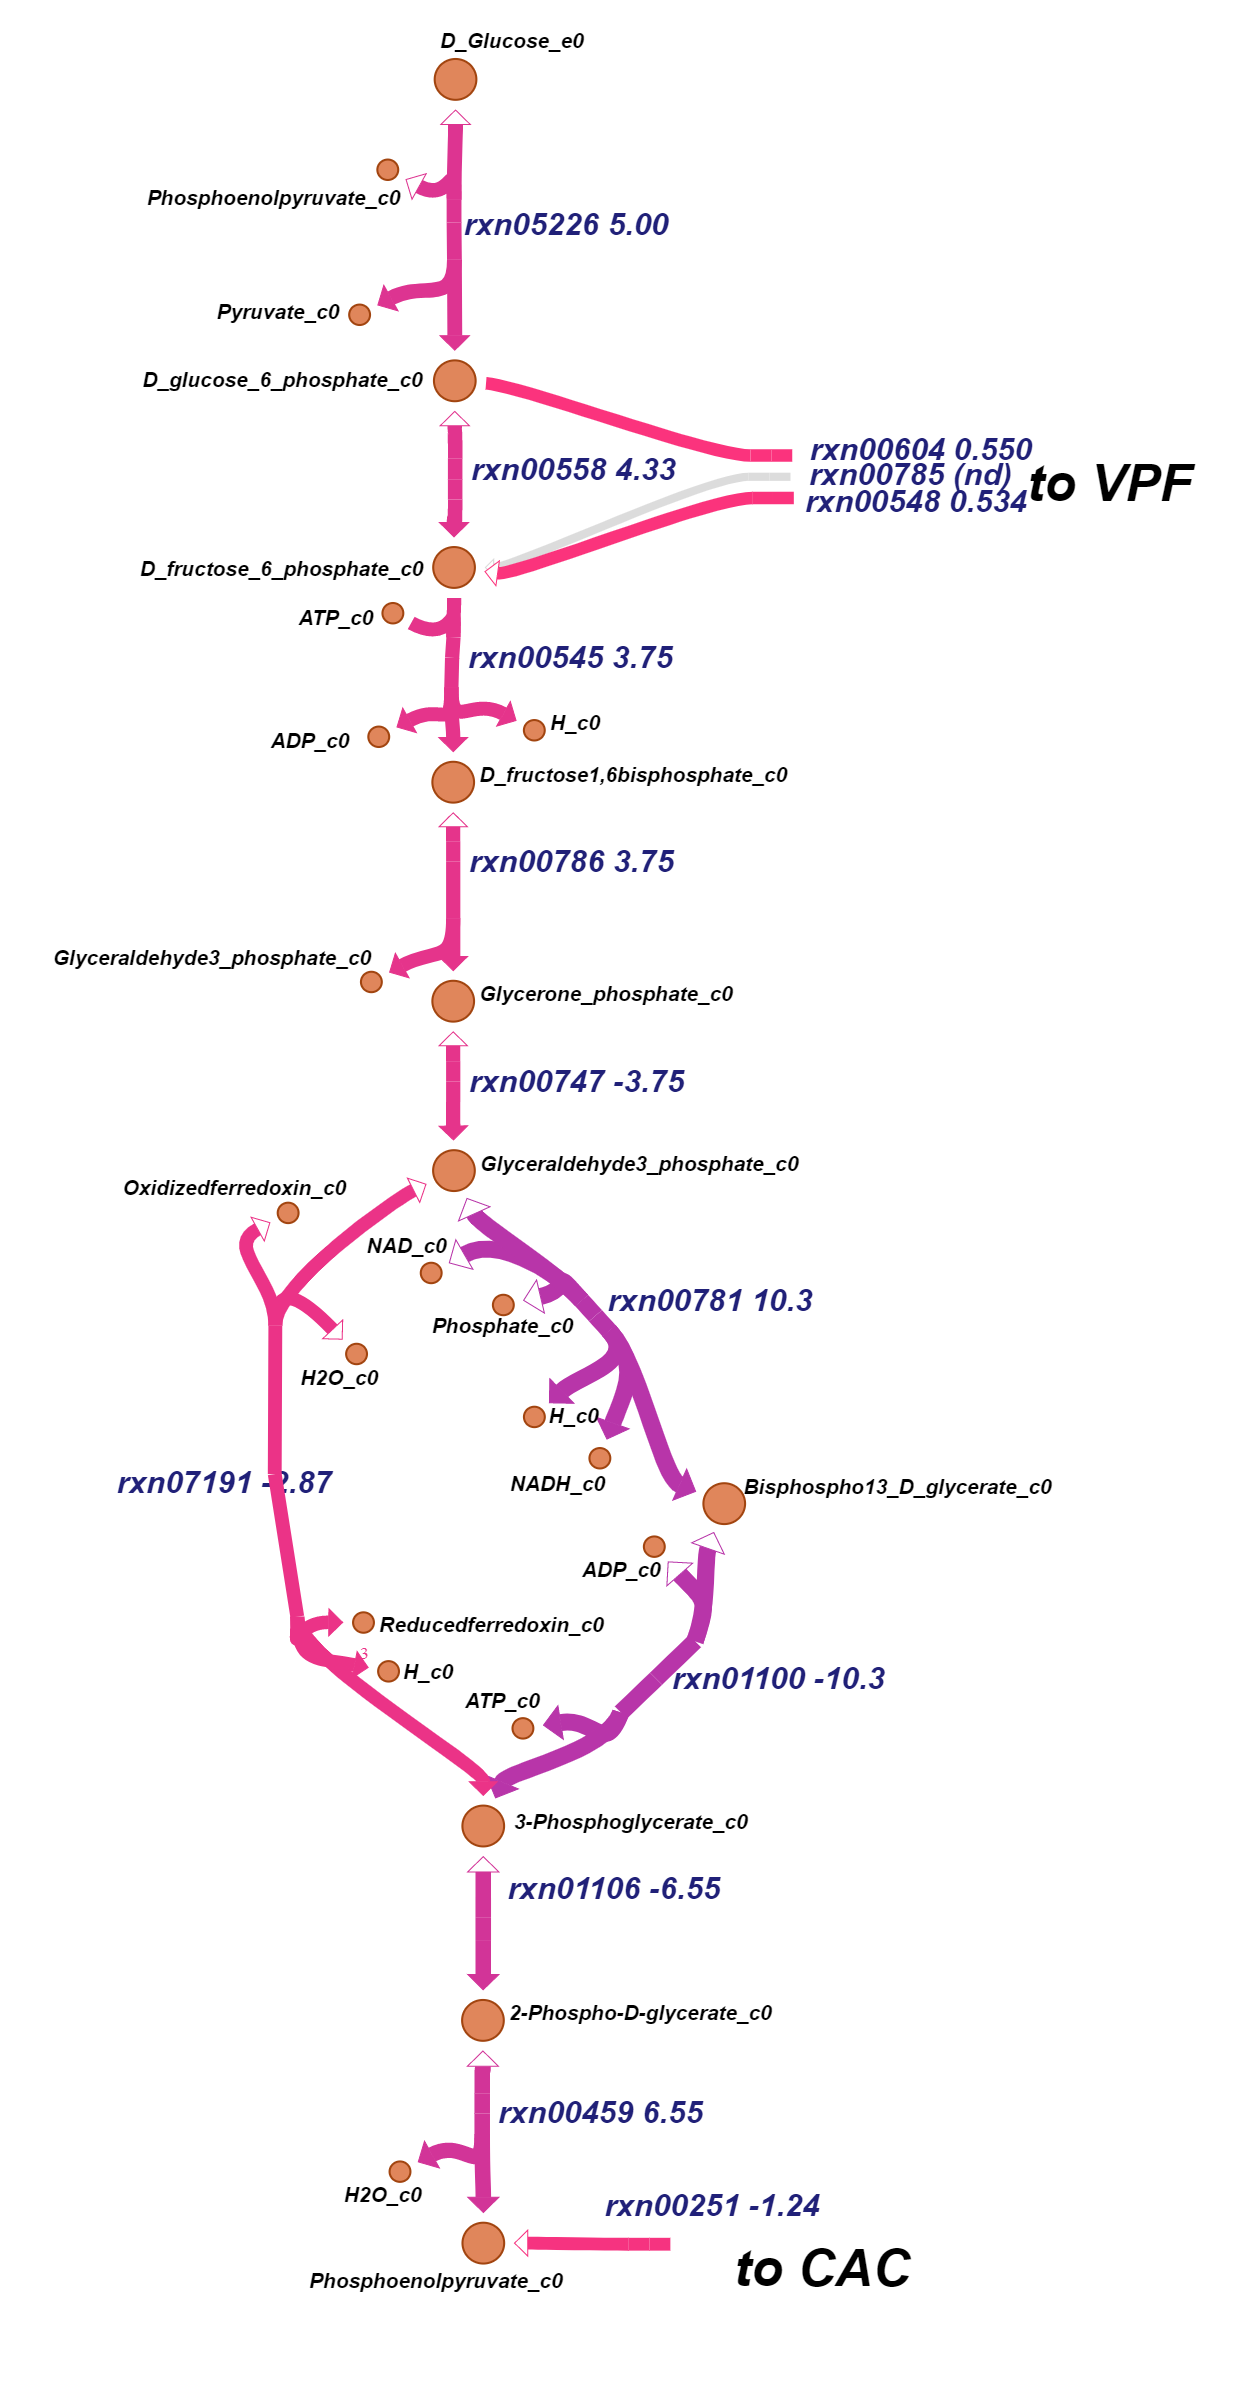 D_Glucose_e0
Phosphoenolpyruvate_c0
rxn05226 5.00
Pyruvate_c0
D_glucose_6_phosphate_c0
rxn00604 0.550
rxn00558 4.33
rxn00785 (nd)
to VPF
rxn00548 0.534
D_fructose_6_phosphate_c0
ATP_c0
rxn00545 3.75
H_c0
ADP_c0
D_fructose1,6bisphosphate_c0
rxn00786 3.75
Glyceraldehyde3_phosphate_c0
Glycerone_phosphate_c0
rxn00747 -3.75
Glyceraldehyde3_phosphate_c0
Oxidizedferredoxin_c0
NAD_c0
rxn00781 10.3
Phosphate_c0
H2O_c0
H_c0
rxn07191 -2.87
NADH_c0
Bisphospho13_D_glycerate_c0
ADP_c0
Reducedferredoxin_c0
3
H_c0
rxn01100 -10.3
ATP_c0
3-Phosphoglycerate_c0
rxn01106 -6.55
2-Phospho-D-glycerate_c0
rxn00459 6.55
H2O_c0
rxn00251 -1.24
to CAC
Phosphoenolpyruvate_c0